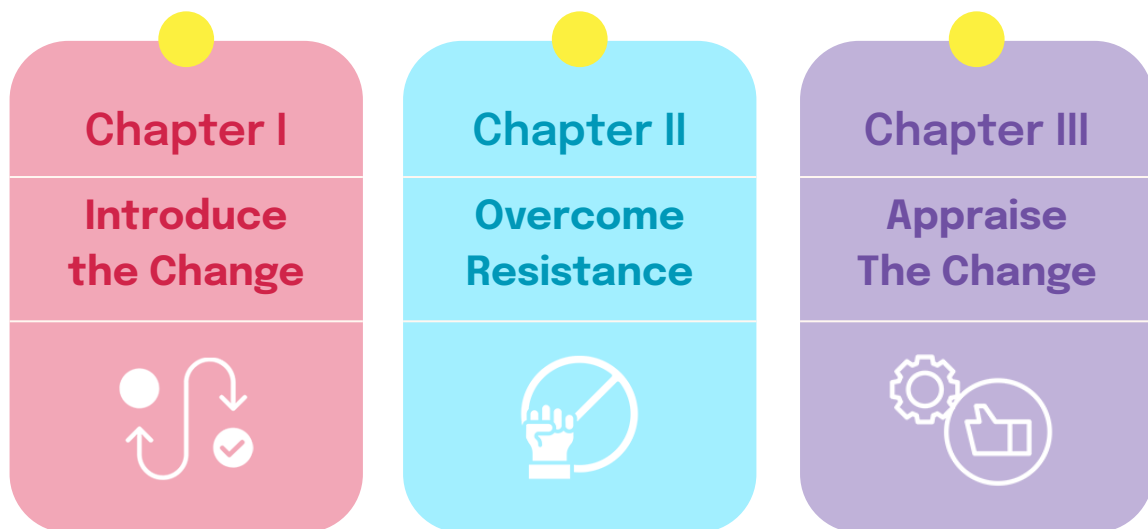 Chapter I
Introduce
the Change
Chapter II
Overcome
Resistance
Chapter III
Appraise
The Change